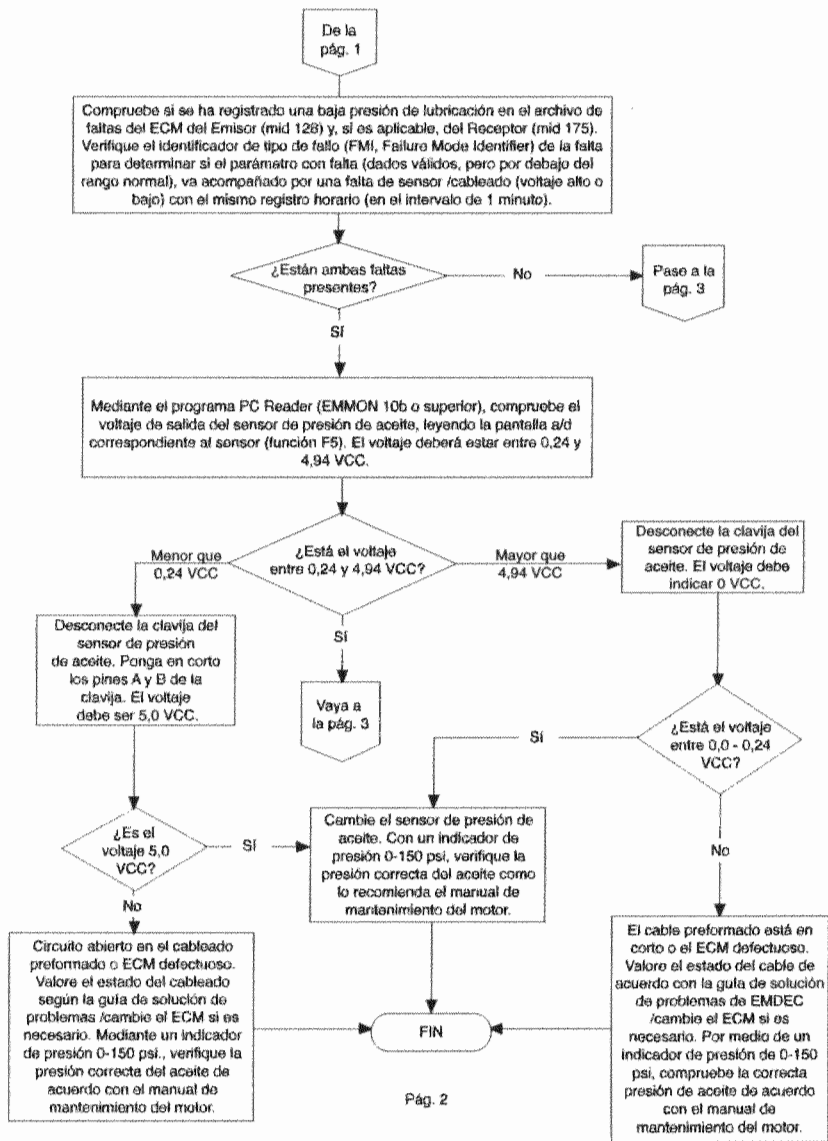 De la
pág. 1
Compruebe si se ha registrado una baja presión de lubricación en el archivo de
faltas del ECM del Emisor (mid 128) y, si es aplicable, del Receptor (mid 175).
Verifique el identificador de tipo de fallo (FMI, Failure Mode Identifier) de la falta
para determinar si el parámetro con falta (dados válidos, pero por debajo del
rango normal), va acompañado por una falta de sensor /cableado (voltaje alto o
bajo) con el mismo registro horario (en el intervalo de 1 minuto).
¿Están ambas faltas
presentes?
No
Pase a la
pág. 3
Sí
Mediante el programa PC Reader (EMMON 10b o superior), compruebe el
voltaje de salida del sensor de presión de aceite, leyendo la pantalla a/d
correspondiente al sensor (función F5). El voltaje deberá estar entre 0,24 y
4,94 VCC.
Menor que
0,24 VCC
¿Está el voltaje
entre 0,24 y 4,94 VCC?
Mayor que
4,94 VCC
Desconecte la clavija del
sensor de presión de
aceite. El voltaje debe
indicar 0 VCC.
Desconecte la clavija del
sensor de presión
de aceite. Ponga en corto
los pines A y B de la
clavija. El voltaje
debe ser 5,0 VCC.
Sí
Vaya a
la pág. 3
Sí
¿Está el voltaje
entre 0,0 - 0,24
VCC?
¿Es el
voltaje 5,0
VCC?
Sí
Cambie el sensor de presión de
aceite. Con un indicador de
presión 0-150 psi, verifique la
presión correcta del aceite como
lo recomienda el manual de
mantenimiento del motor.
No
No
Circuito abierto en el cableado
preformado o ECM defectuoso.
Valore el estado del cableado
según la guía de solución de
problemas /cambie el ECM si es
necesario. Mediante un indicador
de presión 0-150 psi., verifique la
presión correcta del aceite de
acuerdo con el manual de
mantenimiento del motor.
FIN
El cable preformado está en
corto o el ECM defectuoso.
Valore el estado del cable de
acuerdo con la guía de solución
de problemas de EMDEC
/cambie el ECM si es
necesario. Por medio de un
indicador de presión de 0-150
psi, compruebe la correcta
presión de aceite de acuerdo
con el manual de
mantenimiento del motor.
Pág. 2